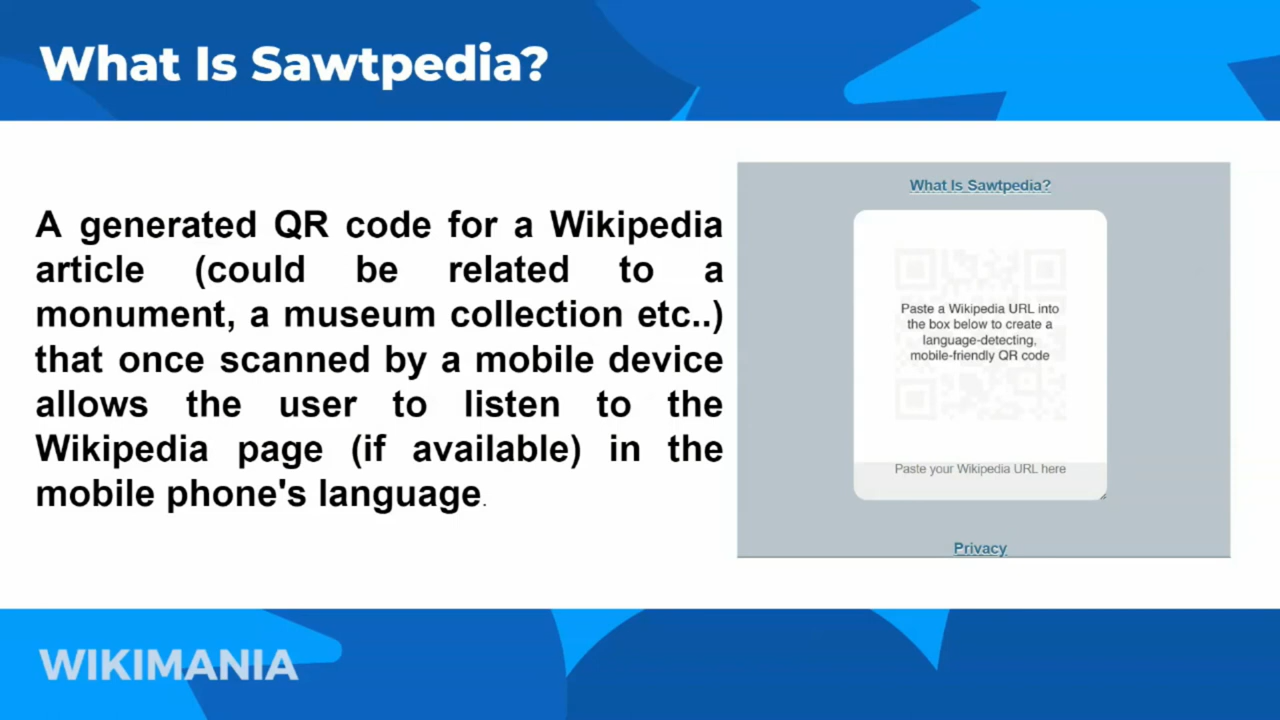 What Is Sawtpedia?
A generated QR code for a Wikipedia
article (could be related to a
monument, a museum collection etc..)
that once scanned by a mobile device
allows the user to listen to the
Wikipedia page (if available) in the
mobile phone's language.
What Is Sawtpedia?
Paste a Wikipedia URL into
the box below to create a
language-detecting,
mobile-friendly QR code
Paste your Wikipedia URL here
Privacy
WIKIMANIA